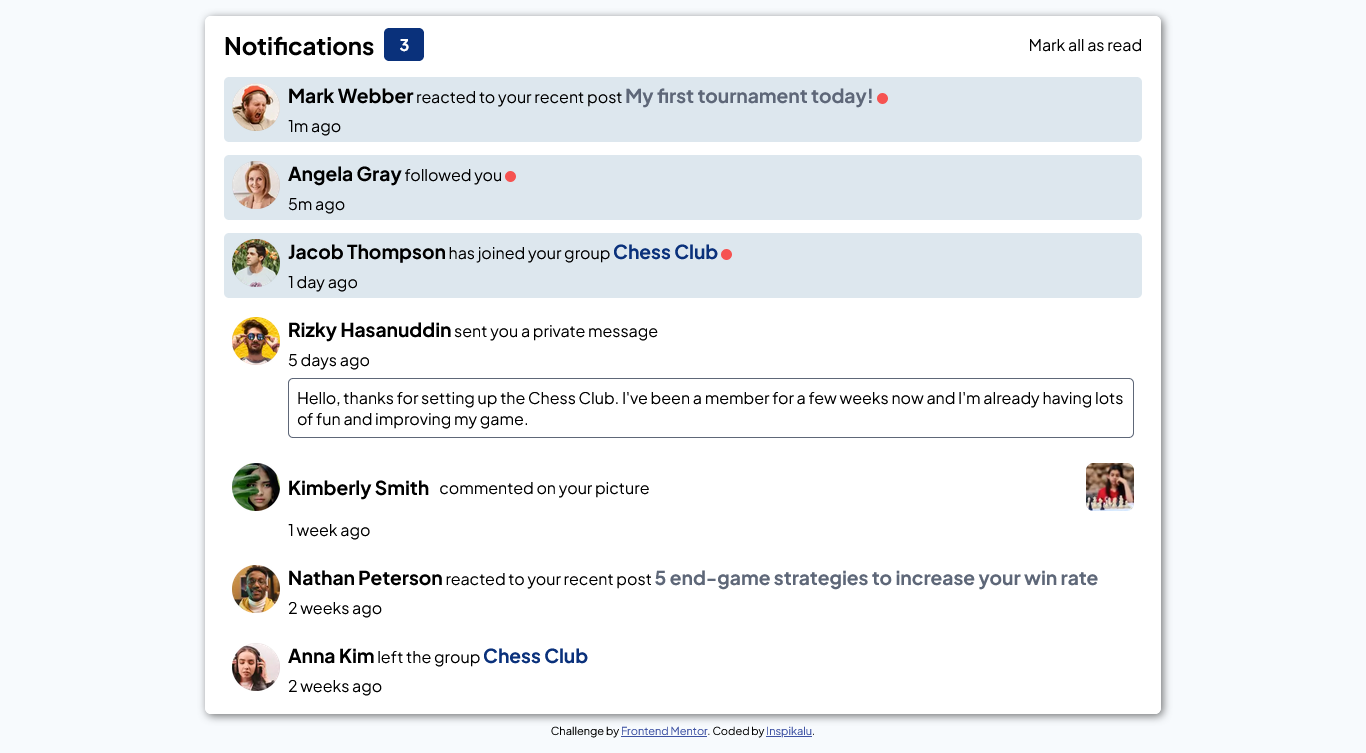 Notifications 3 Mark all as read
Mark Webber reacted to your recent post My first tournament today!
1m ago
Angela Gray followed you
5m ago
Jacob Thompson has joined your group Chess Club
1 day ago
Rizky Hasanuddin sent you a private message
5 days ago
Hello, thanks for setting up the Chess Club. I've been a member for a few weeks now and I'm already having lots
of fun and improving my game.
Kimberly Smith commented on your picture
1 week ago
Nathan Peterson reacted to your recent post 5 end-game strategies to increase your win rate
2 weeks ago
Anna Kim left the group Chess Club
2 weeks ago
Challenge by Frontend Mentor. Coded by Inspikalu.